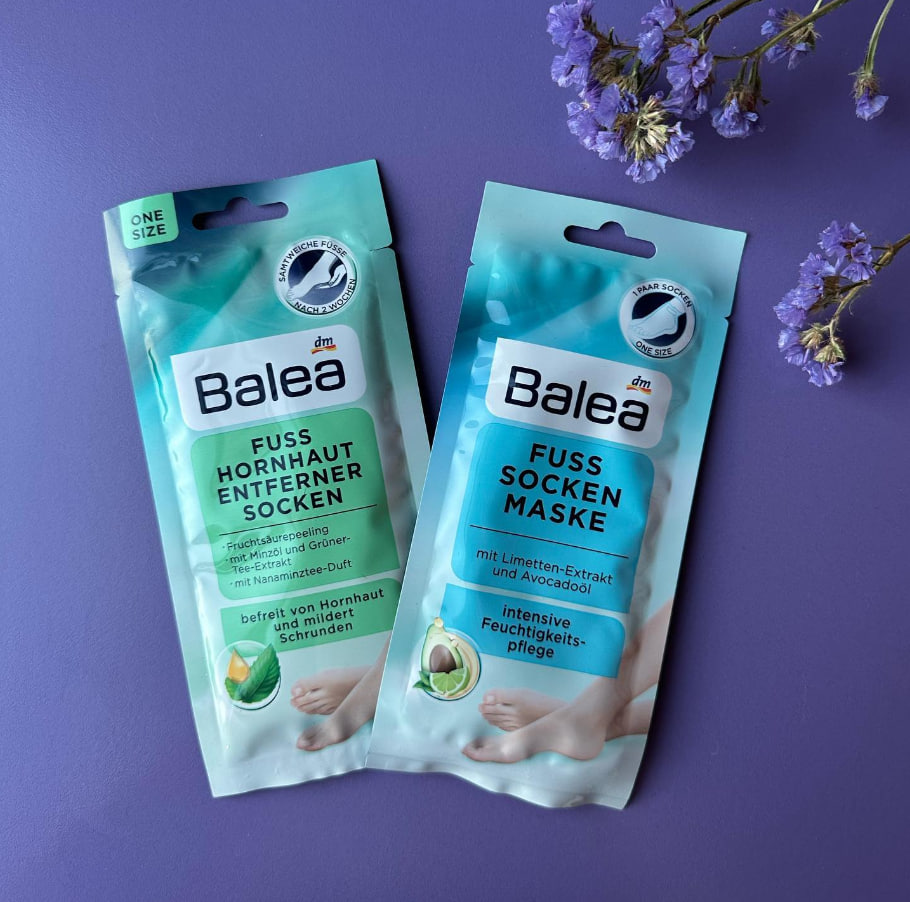 ONE
SIZE
SAMTWEICHE FÜSSE
NACH 2 WOCHEN
dm
Balea
FUSS
HORNHAUT
ENTFERNER
SOCKEN
·Fruchtsäurepeeling
·mit Minzöl und Grüner-
Tee-Extrakt
·mit Nanaminztee-Duft
befreit von Hornhaut
und mildert
Schrunden
1 PAAR SOCKEN
ONE SIZE
dm
Balea
FUSS
SOCKEN
MASKE
mit Limetten-Extrakt
und Avocadoöl
intensive
Feuchtigkeits-
pflege